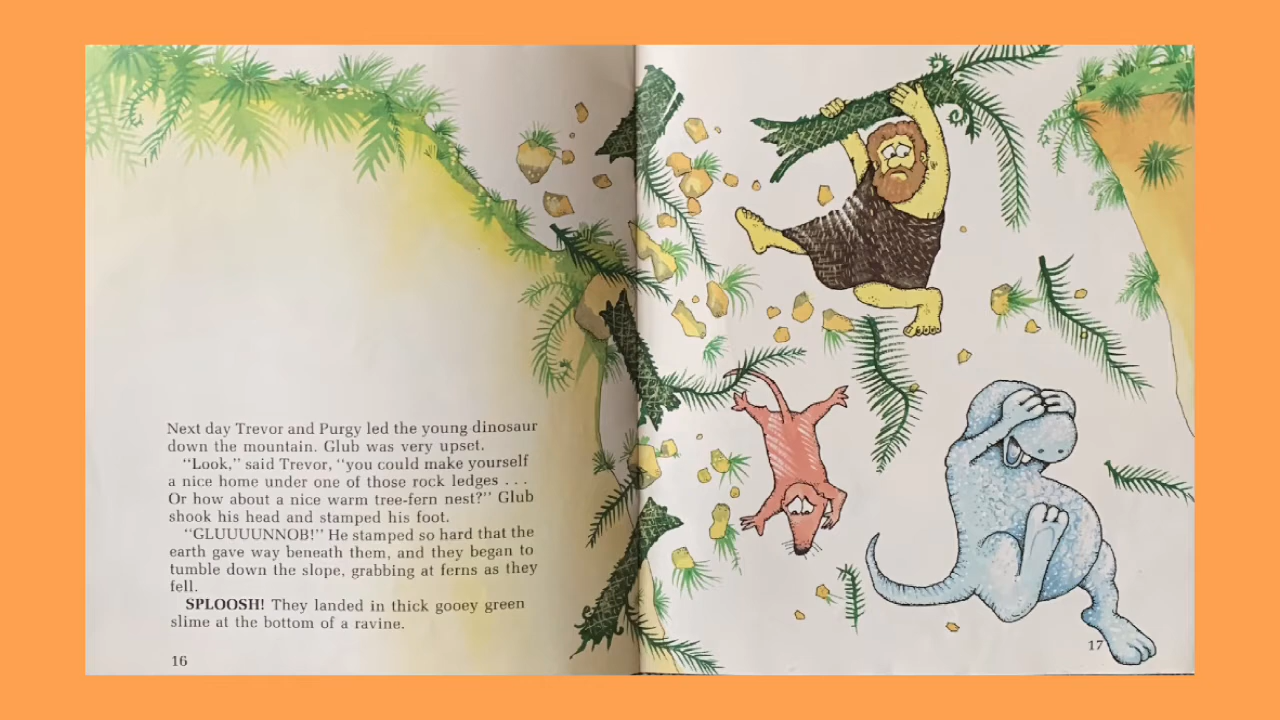 Next day Trevor and Purgy led the young dinosaur
down the mountain. Glub was very upset.
"Look," said Trevor, "you could make yourself
a nice home under one of those rock ledges . . .
Or how about a nice warm tree-fern nest?" Glub
shook his head and stamped his foot.
"GLUUUUNNOB!" He stamped so hard that the
earth gave way beneath them, and they began to
tumble down the slope, grabbing at ferns as they
fell.
SPLOOSH! They landed in thick gooey green
slime at the bottom of a ravine.
16
17